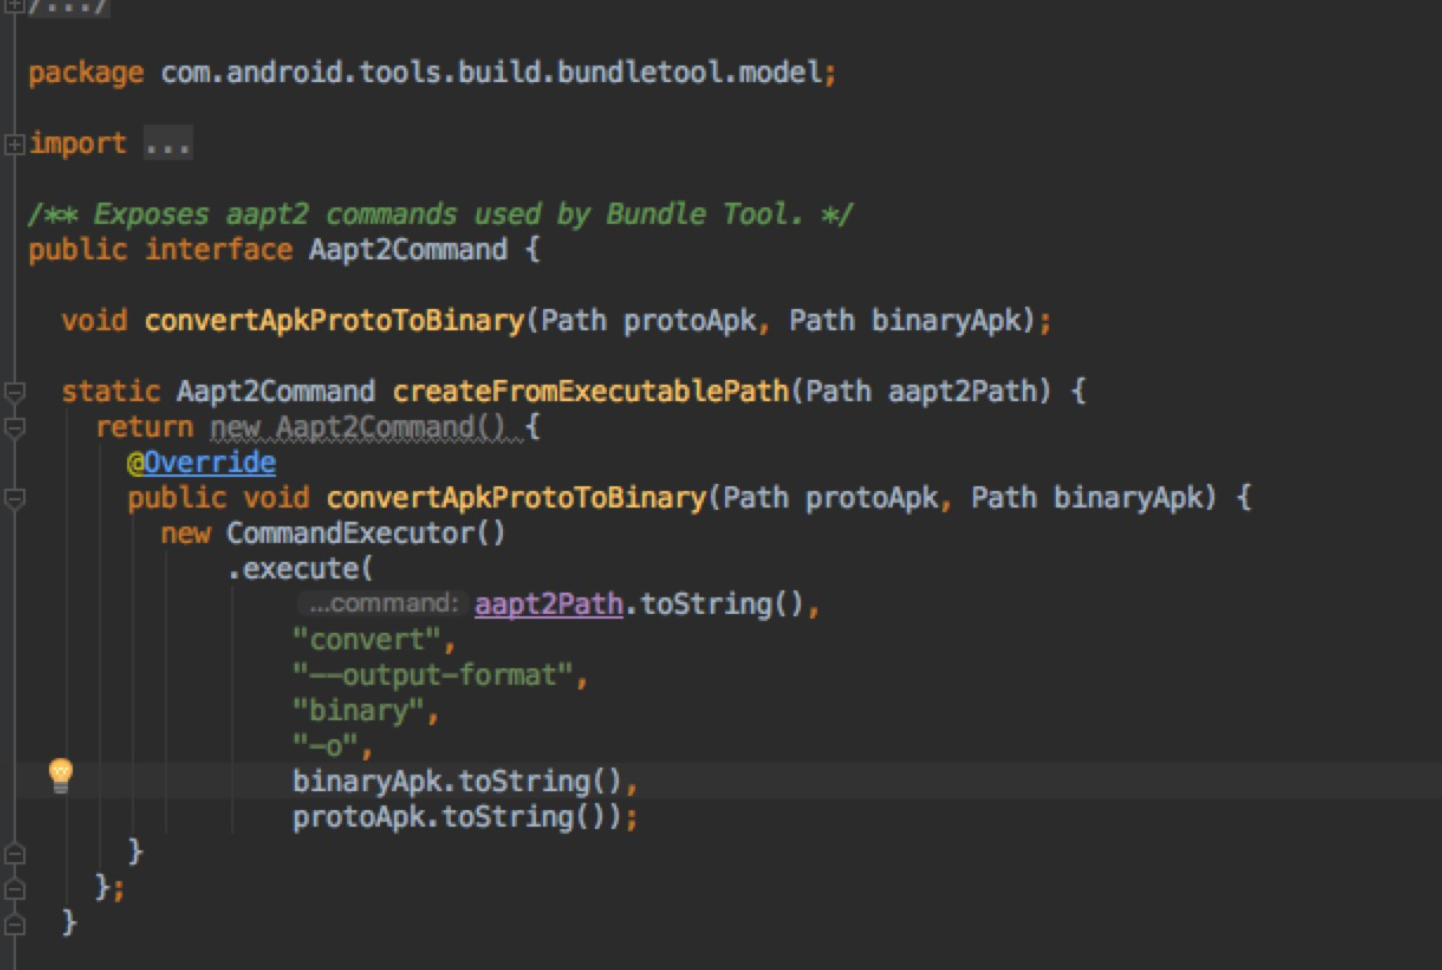 /.../
package com.android.tools.build.bundletool.model;
import ...
/** Exposes aapt2 commands used by Bundle Tool. */
public interface Aapt2Command {
void convertApkProtoToBinary(Path protoApk, Path binaryApk);
static Aapt2Command createFromExecutablePath(Path aapt2Path) {
return new Aapt2Command() {
@Override
public void convertApkProtoToBinary(Path protoApk, Path binaryApk) {
new CommandExecutor()
.execute(
...command: aapt2Path.toString(),
"convert",
"--output-format",
"binary",
"-o",
binaryApk.toString(),
protoApk.toString());
}
};
}